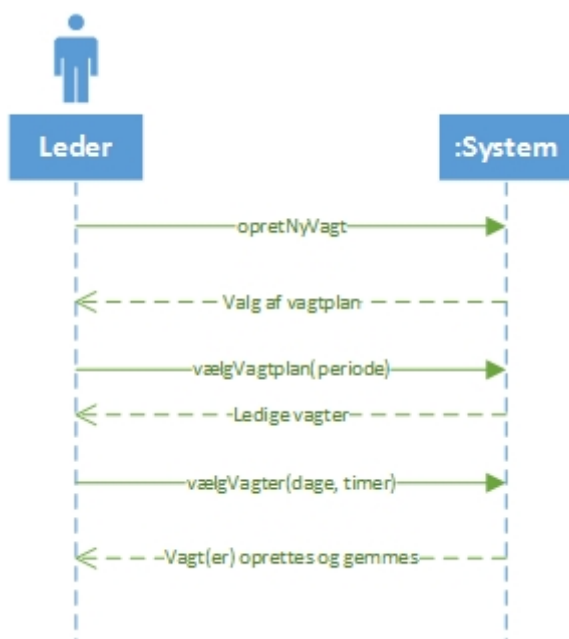 Leder
:System
opretNyVagt
Valg af vagtplan
vælgVagtplan(periode)
Ledige vagter
vælgVagter(dage, timer)
Vagt(er) oprettes og gemmes